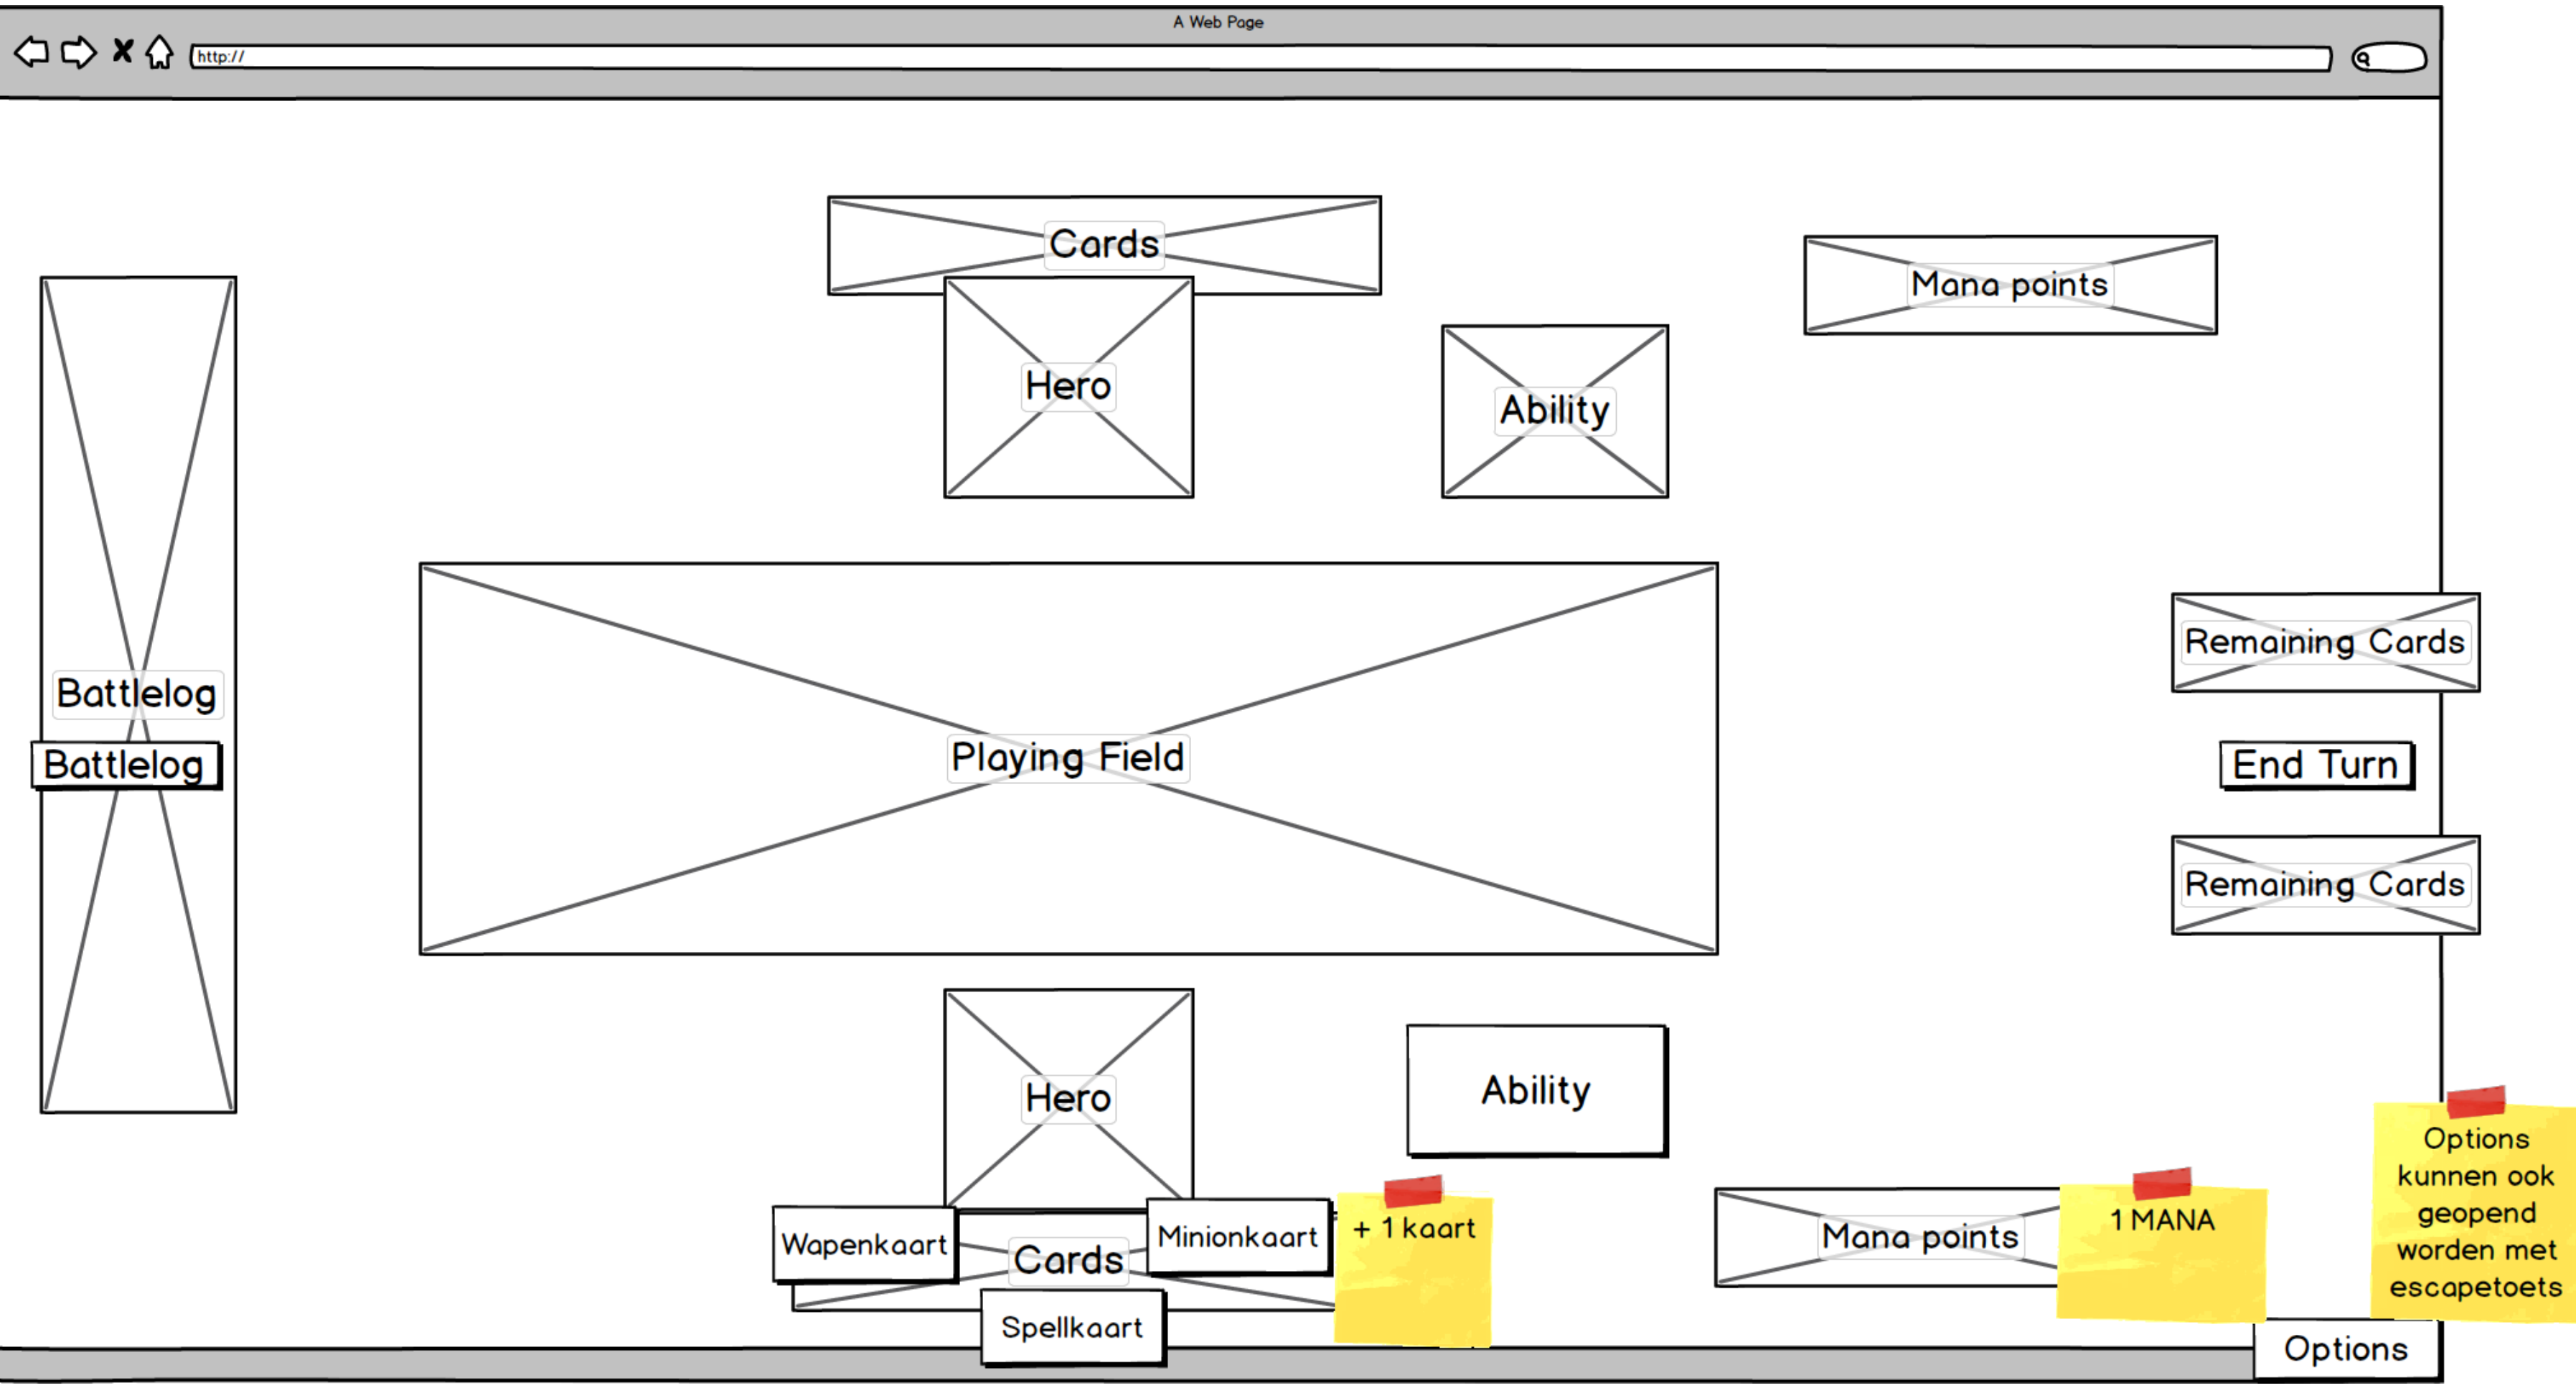 A Web Page
http://
Cards
Mana points
Hero
Ability
Remaining Cards
Battlelog
Battlelog
Playing Field
End Turn
Remaining Cards
Hero
Ability
Wapenkaart
Cards
Minionkaart
Spellkaart
+ 1 kaart
Mana points
1 MANA
Options
kunnen ook
geopend
worden met
escapetoets
Options